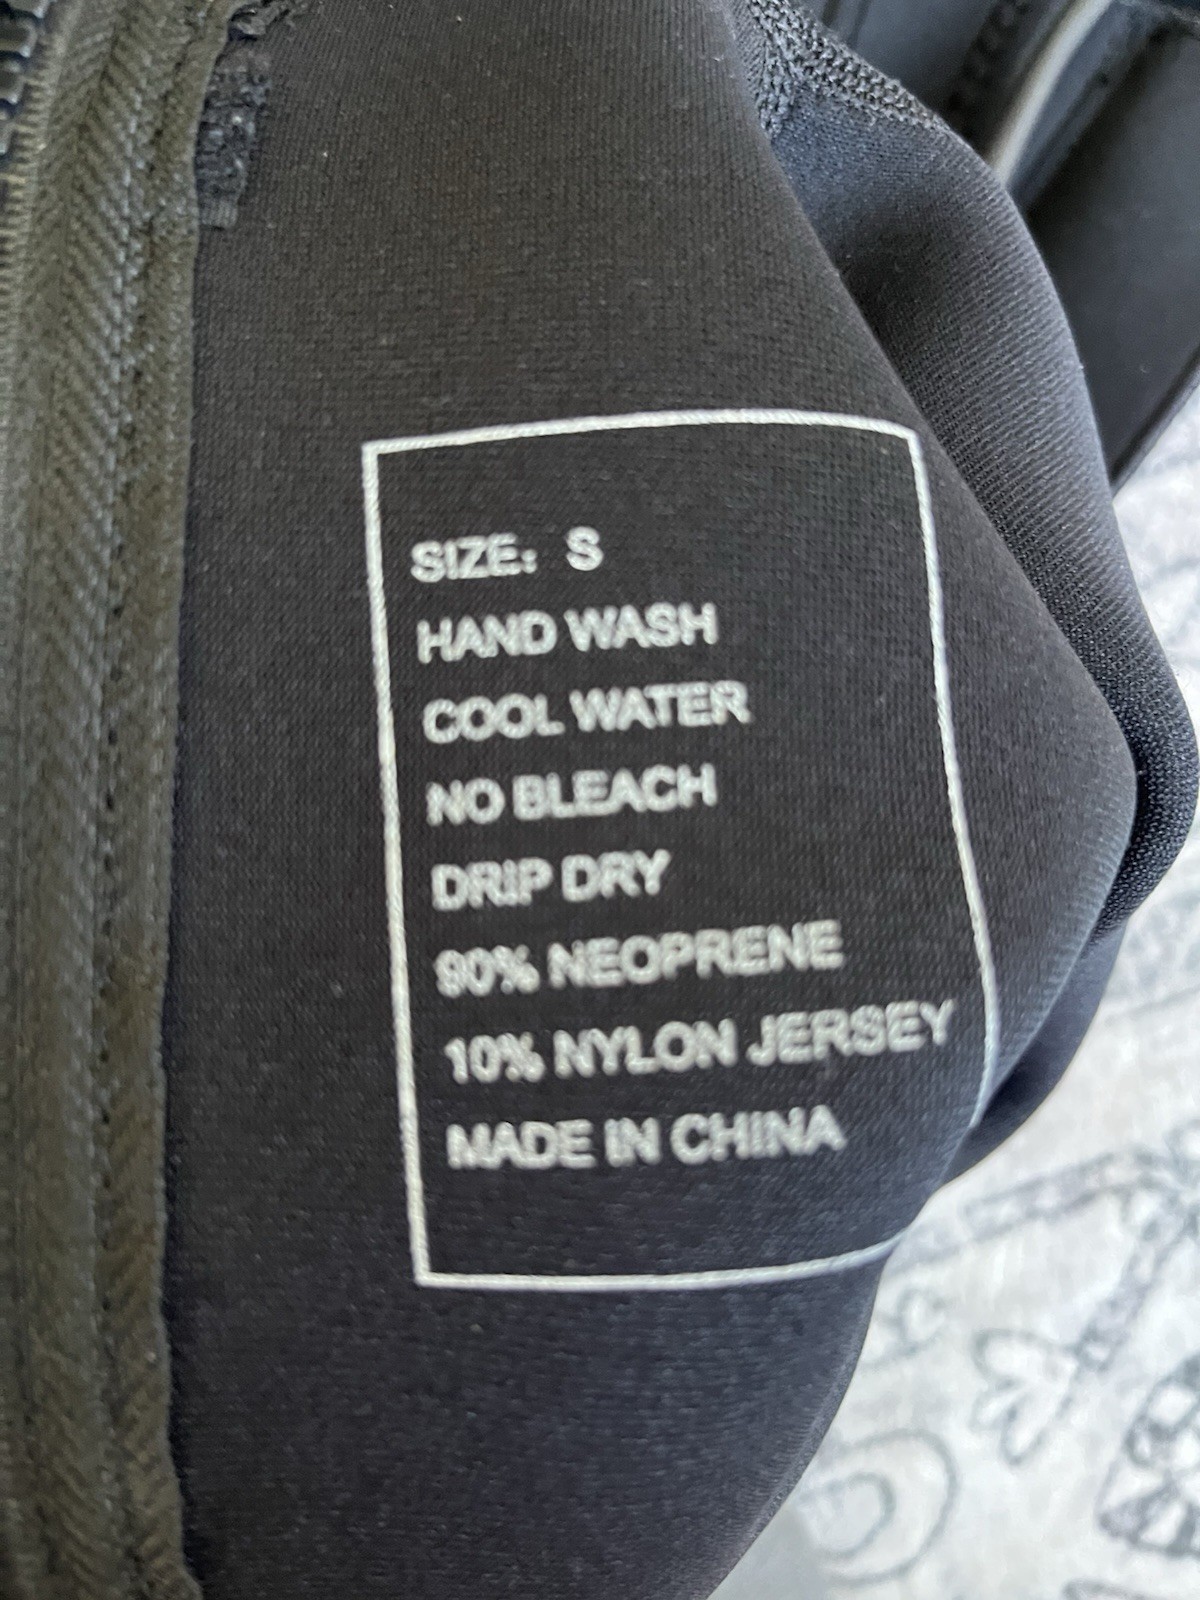 SIZE: S
HAND WASH
COOL WATER
NO BLEACH
DRIP DRY
90% NEOPRENE
10% NYLON JERSEY
MADE IN CHINA